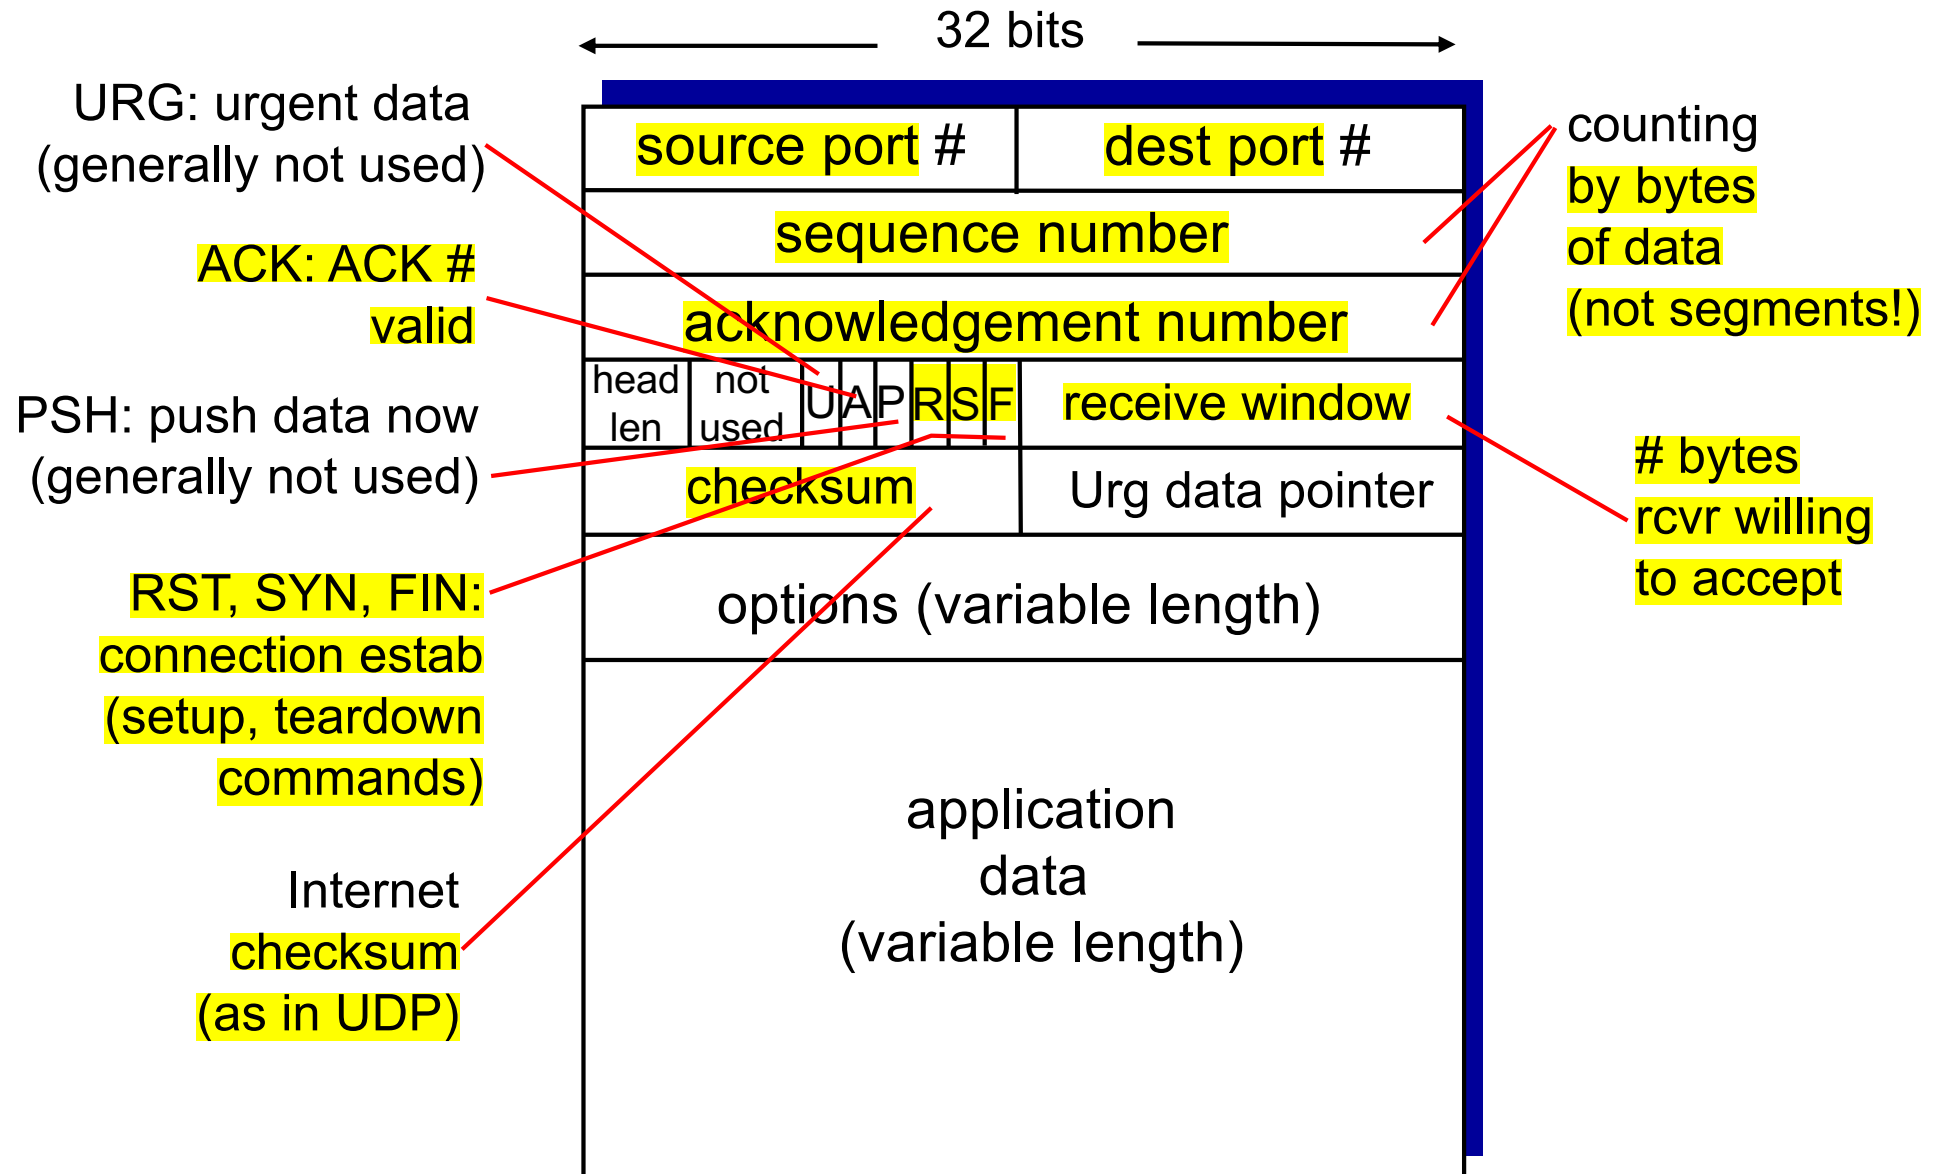 32 bits
URG: urgent data
(generally not used)
ACK: ACK #
valid
PSH: push data now
(generally not used)
RST, SYN, FIN:
connection estab
(setup, teardown
commands)
Internet
checksum
(as in UDP)
source port #
dest port #
sequence number
acknowledgement number
head
len
not
used
U
A
P
R
S
F
receive window
checksum
Urg data pointer
options (variable length)
application
data
(variable length)
counting
by bytes
of data
(not segments!)
# bytes
rcvr willing
to accept